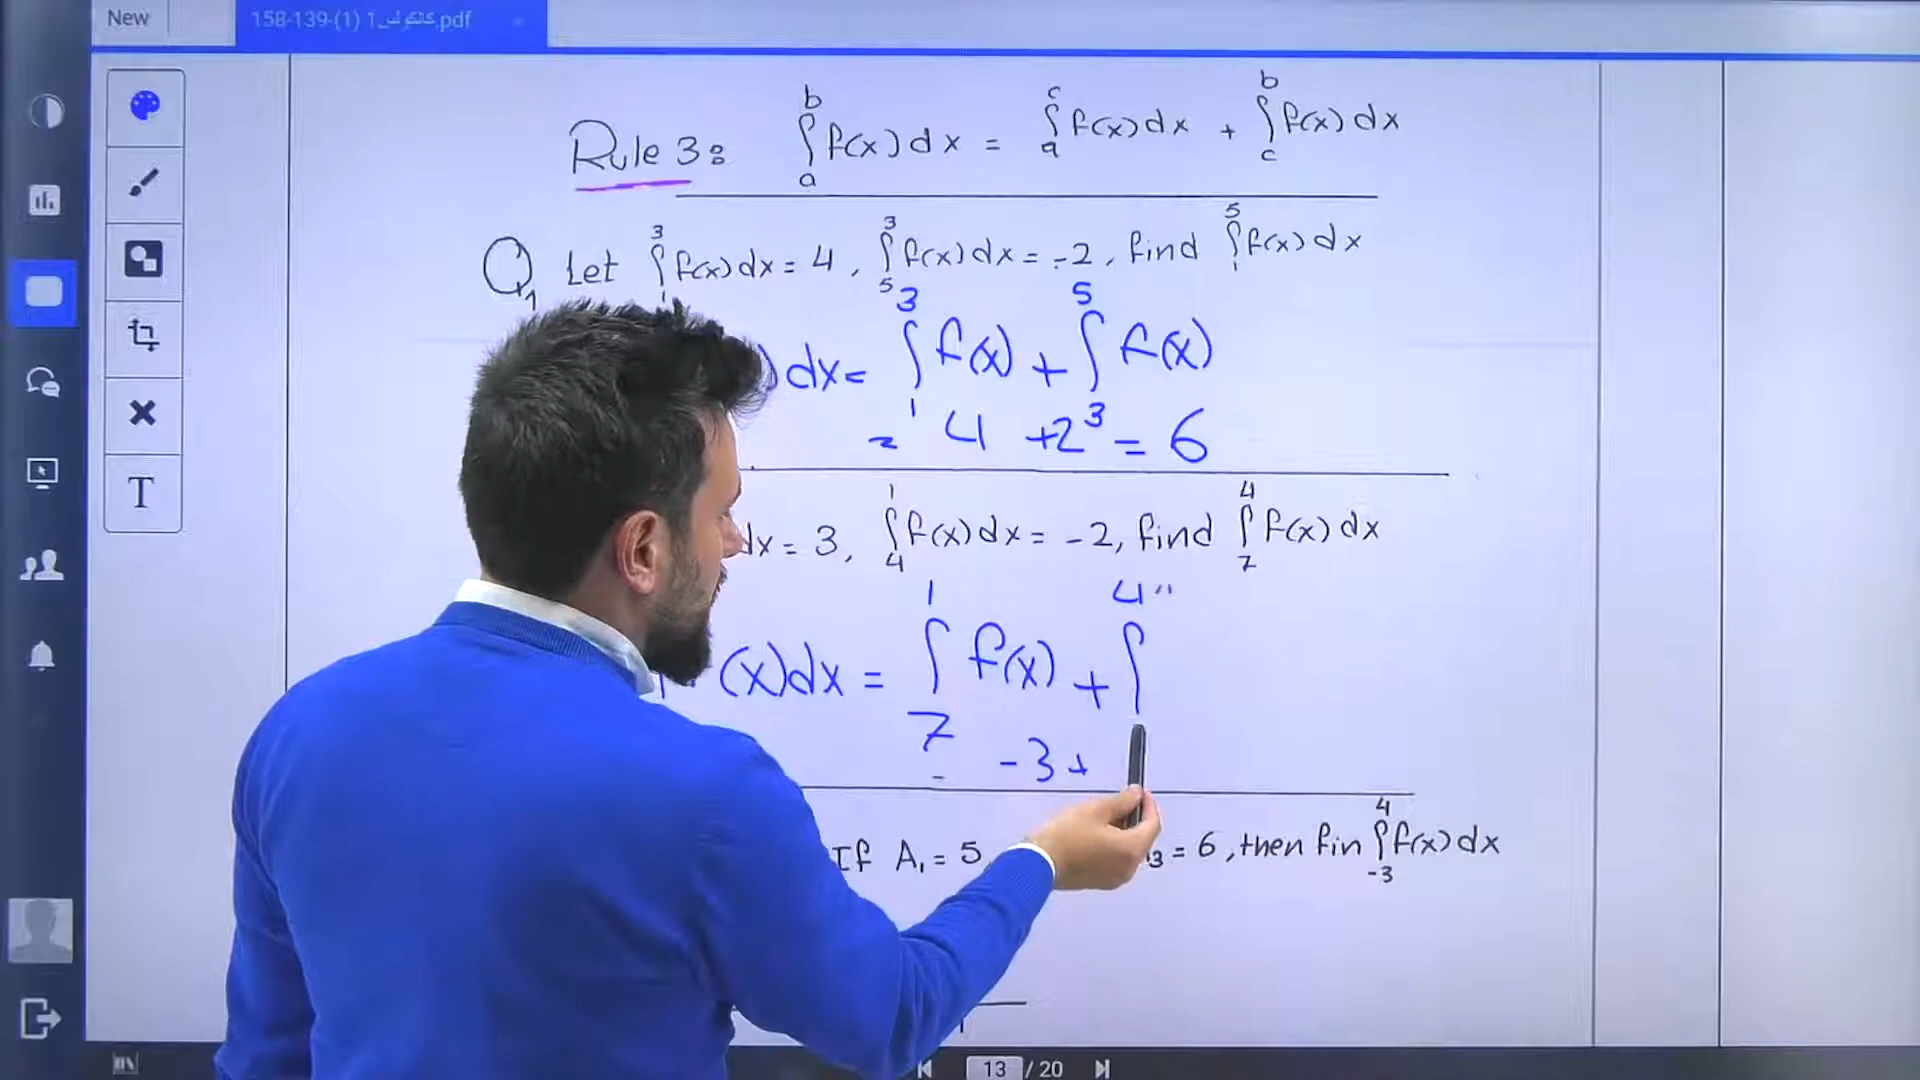 New
158-139-(1) كالكولس 1.pdf
Rule 3: ∫_a^b f(x) dx = ∫_a^c f(x) dx + ∫_c^b f(x) dx
Q1 Let ∫_1^3 f(x) dx = 4, ∫_5^3 f(x) dx = -2, find ∫_1^5 f(x) dx
) dx = ∫_1^3 f(x) + ∫_3^5 f(x)
= 4 +2 = 6
dx = 3, ∫_4^1 f(x) dx = -2, find ∫_7^4 f(x) dx
(x)dx = ∫_7^1 f(x) + ∫^4
-3 +
If A₁ = 5 ₃ = 6, then fin ∫_-3^4 f(x) dx
T
13 / 20